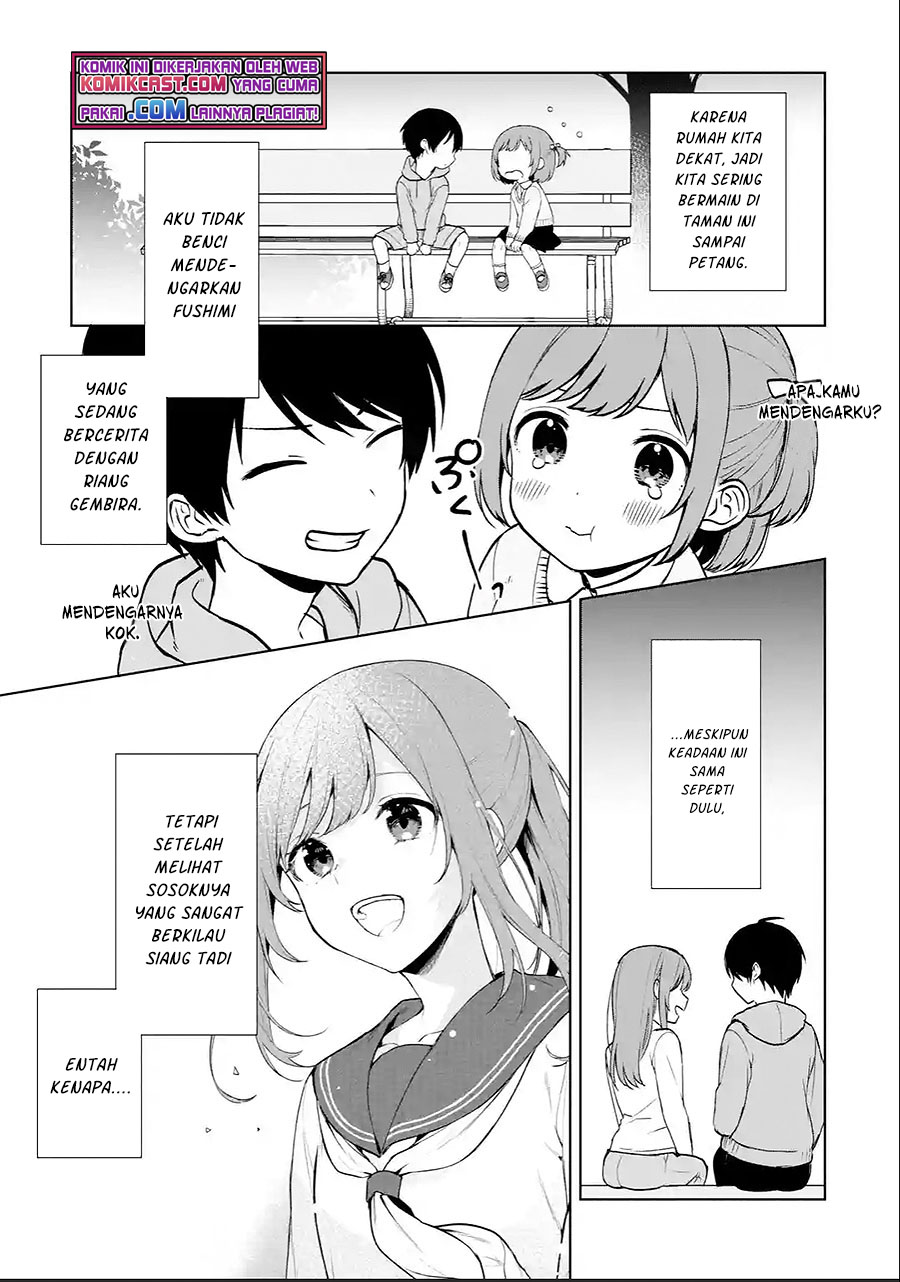 KOMIK INI DIKERJAKAN OLEH WEB
KOMIKCAST.COM YANG CUMA
PAKAI .COM LAINNYA PLAGIAT!
KARENA
RUMAH KITA
DEKAT, JADI
KITA SERING
BERMAIN DI
TAMAN INI
SAMPAI
PETANG.
AKU TIDAK
BENCI
MENDE-
NGARKAN
FUSHIMI
YANG
SEDANG
BERCERITA
DENGAN
RIANG
GEMBIRA.
APA KAMU
MENDENGARKU?
ぷくー
AKU
MENDENGARNYA
KOK.
...MESKIPUN
KEADAAN INI
SAMA
SEPERTI
DULU,
TETAPI
SETELAH
MELIHAT
SOSOKNYA
YANG SANGAT
BERKILAU
SIANG TADI
ENTAH
KENAPA....